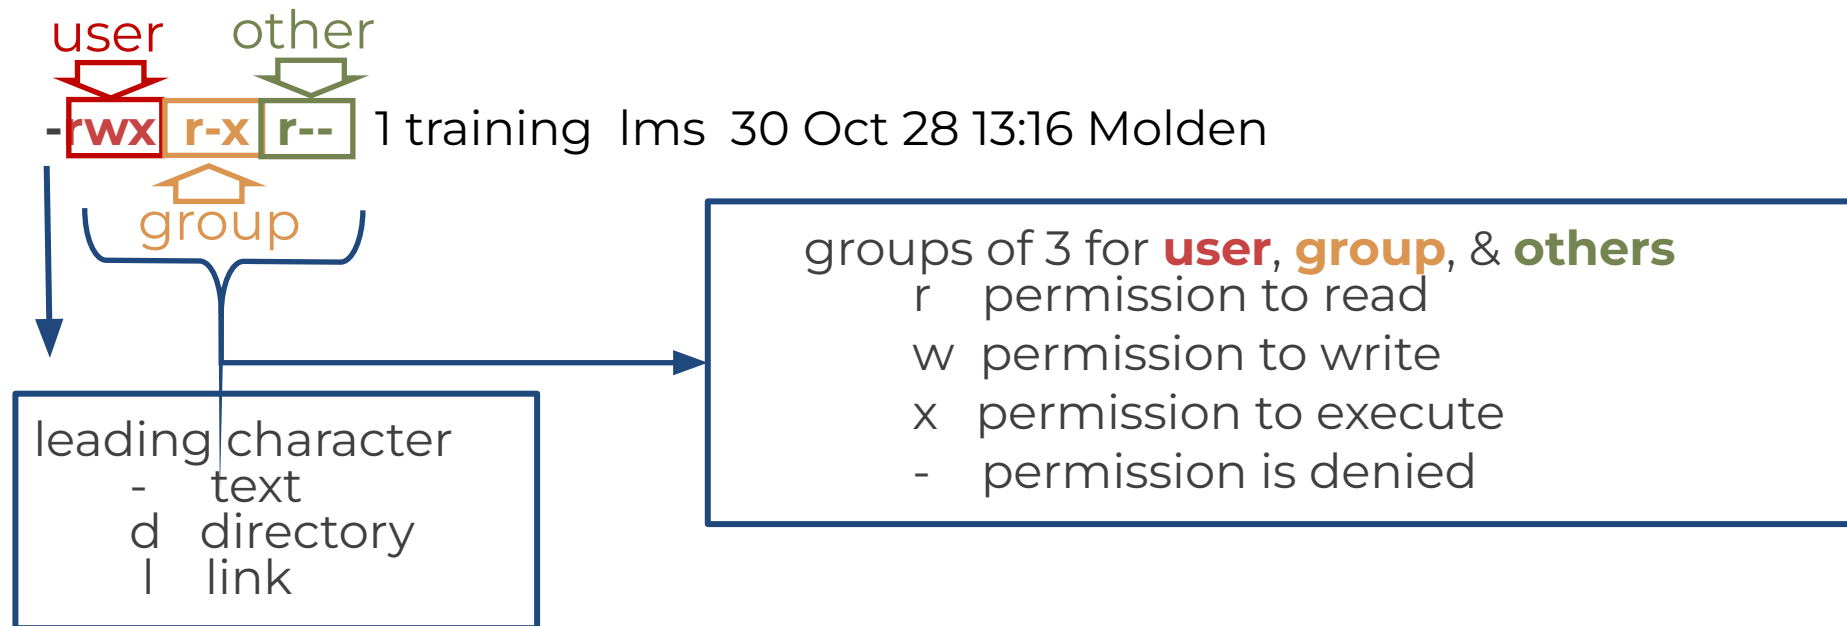 user other
-rwx r-x r-- 1 training lms 30 Oct 28 13:16 Molden
group
groups of 3 for user, group, & others
r permission to read
w permission to write
x permission to execute
- permission is denied
leading character
- text
d directory
l link